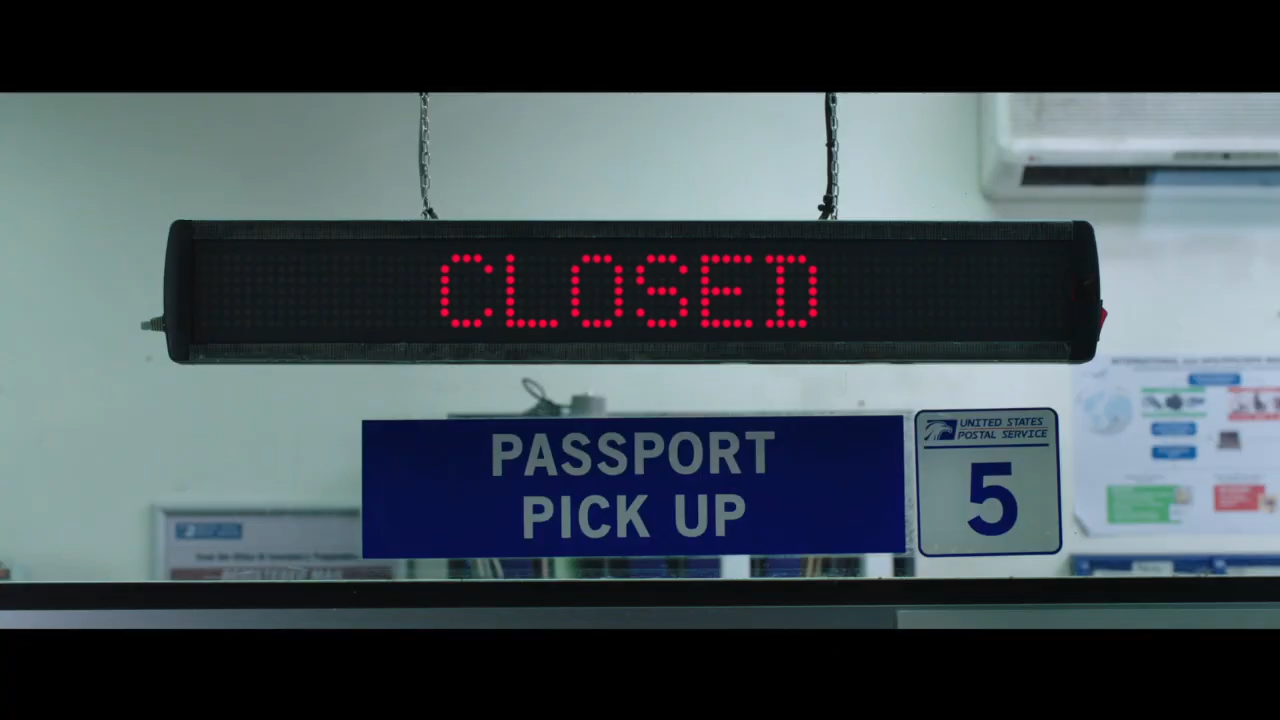 CLOSED
PASSPORT
PICK UP
UNITED STATES
POSTAL SERVICE
5